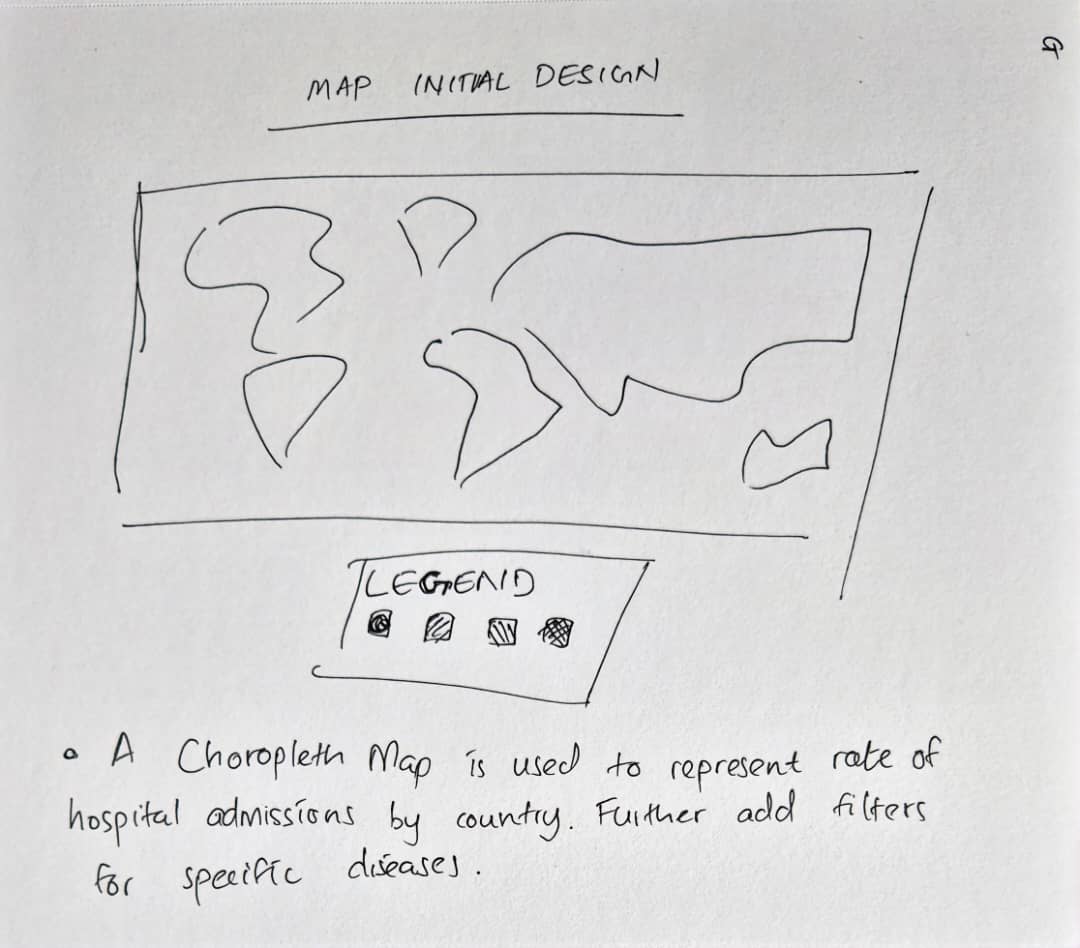 G
MAP INITIAL DESIGN
LEGEND
• A Choropleth Map is used to represent rate of
hospital admissions by country. Further add filters
for specific diseases.